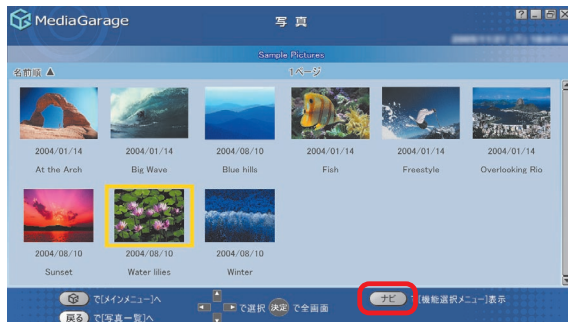 MediaGarage
写真
Sample Pictures
名前順 ▲
1ページ
2004/01/14 2004/01/14 2004/08/10 2004/01/14 2004/01/14 2004/01/14
At the Arch Big Wave Blue hills Fish Freestyle Overlooking Rio
2004/08/10 2004/08/10 2004/08/10
Sunset Water lilies Winter
で[メインメニュー]へ
戻る で[写真一覧]へ
で選択 決定 で全画面
ナビ で[機能選択メニュー]表示